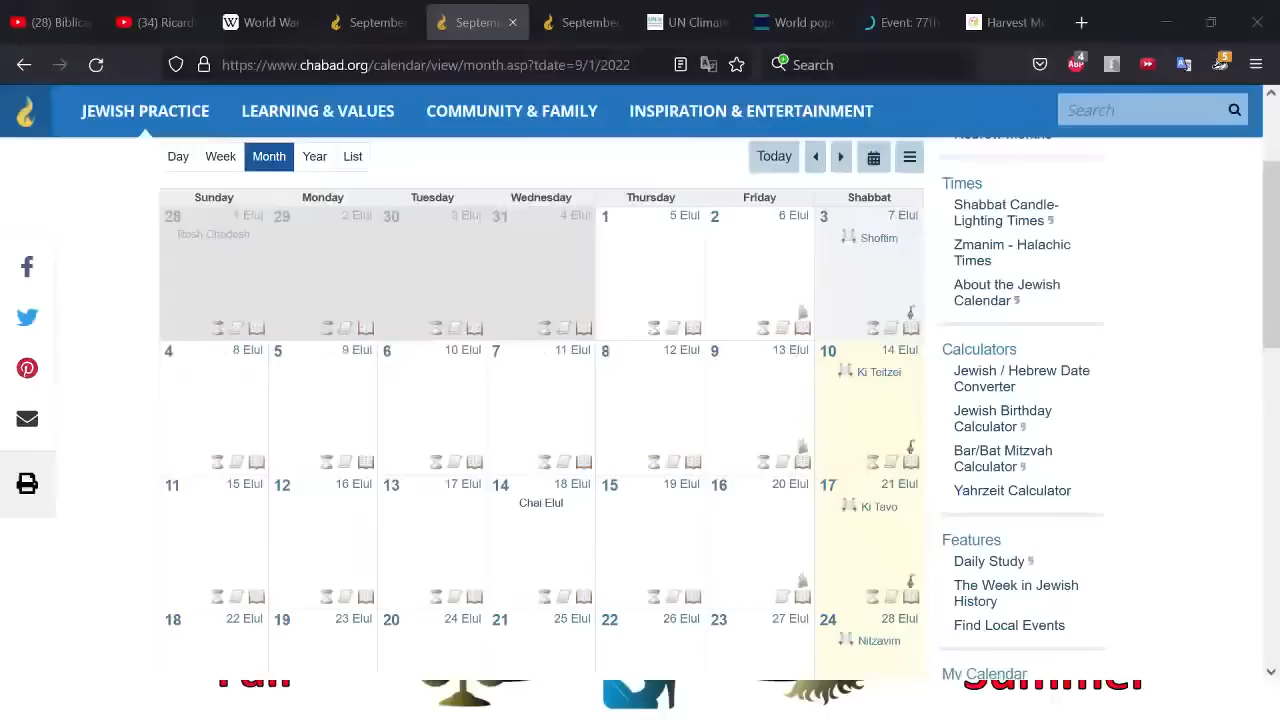 (28) Biblica
(34) Ricard
World War
September
Septemb
September
UN Clima
World pop
Event: 77th
Harvest Mo
https://www.chabad.org/calendar/view/month.asp?tdate=9/1/2022
Search
4
5
JEWISH PRACTICE
LEARNING & VALUES
COMMUNITY & FAMILY
INSPIRATION & ENTERTAINMENT
Search
Day
Week
Month
Year
List
Today
Sunday
Monday
Tuesday
Wednesday
Thursday
Friday
Shabbat
28 1 Elul
Rosh Chodesh
29 2 Elul
30 3 Elul
31 4 Elul
1 5 Elul
2 6 Elul
3 7 Elul
Shoftim
4 8 Elul
5 9 Elul
6 10 Elul
7 11 Elul
8 12 Elul
9 13 Elul
10 14 Elul
Ki Teitzei
11 15 Elul
12 16 Elul
13 17 Elul
14 18 Elul
Chai Elul
15 19 Elul
16 20 Elul
17 21 Elul
Ki Tavo
18 22 Elul
19 23 Elul
20 24 Elul
21 25 Elul
22 26 Elul
23 27 Elul
24 28 Elul
Nitzavim
Hebrew Months
Times
Shabbat Candle-
Lighting Times
Zmanim - Halachic
Times
About the Jewish
Calendar
Calculators
Jewish / Hebrew Date
Converter
Jewish Birthday
Calculator
Bar/Bat Mitzvah
Calculator
Yahrzeit Calculator
Features
Daily Study
The Week in Jewish
History
Find Local Events
My Calendar
Fall
Summer